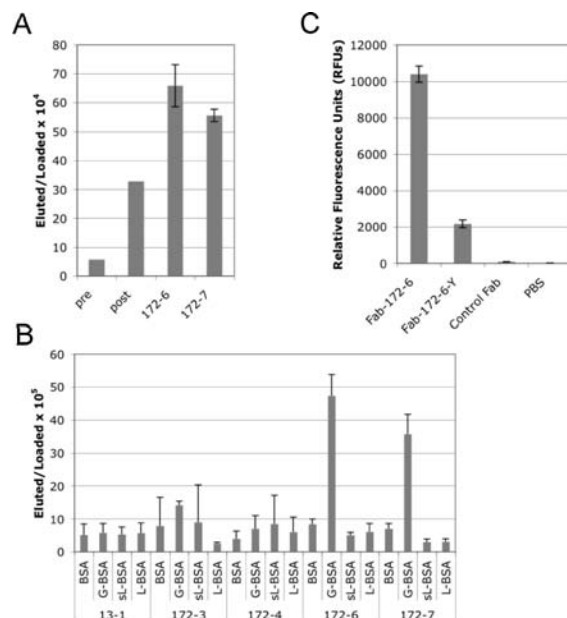 A
Eluted/Loaded x 10⁴
80
70
60
50
40
30
20
10
0
pre
post
172-6
172-7
C
Relative Fluorescence Units (RFUs)
12000
10000
8000
6000
4000
2000
0
Fab-172-6
Fab-172-6-Y
Control Fab
PBS
B
Eluted/Loaded x 10⁵
60
50
40
30
20
10
0
BSA
G-BSA
sL-BSA
L-BSA
BSA
G-BSA
sL-BSA
L-BSA
BSA
G-BSA
sL-BSA
L-BSA
BSA
G-BSA
sL-BSA
L-BSA
BSA
G-BSA
sL-BSA
L-BSA
13-1
172-3
172-4
172-6
172-7